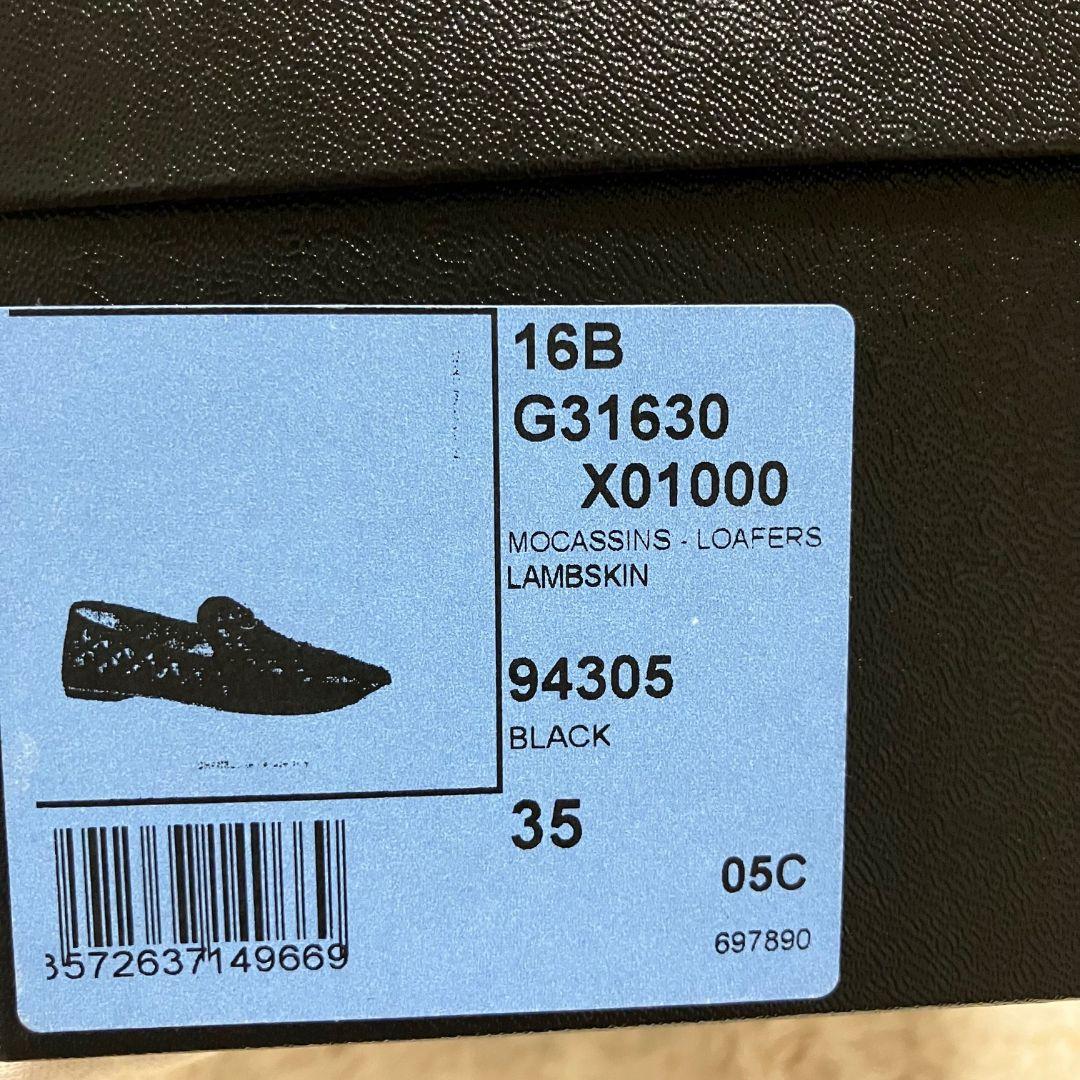 16B
G31630
X01000
MOCASSINS - LOAFERS
LAMBSKIN
94305
BLACK
35
05C
697890
3572637149669